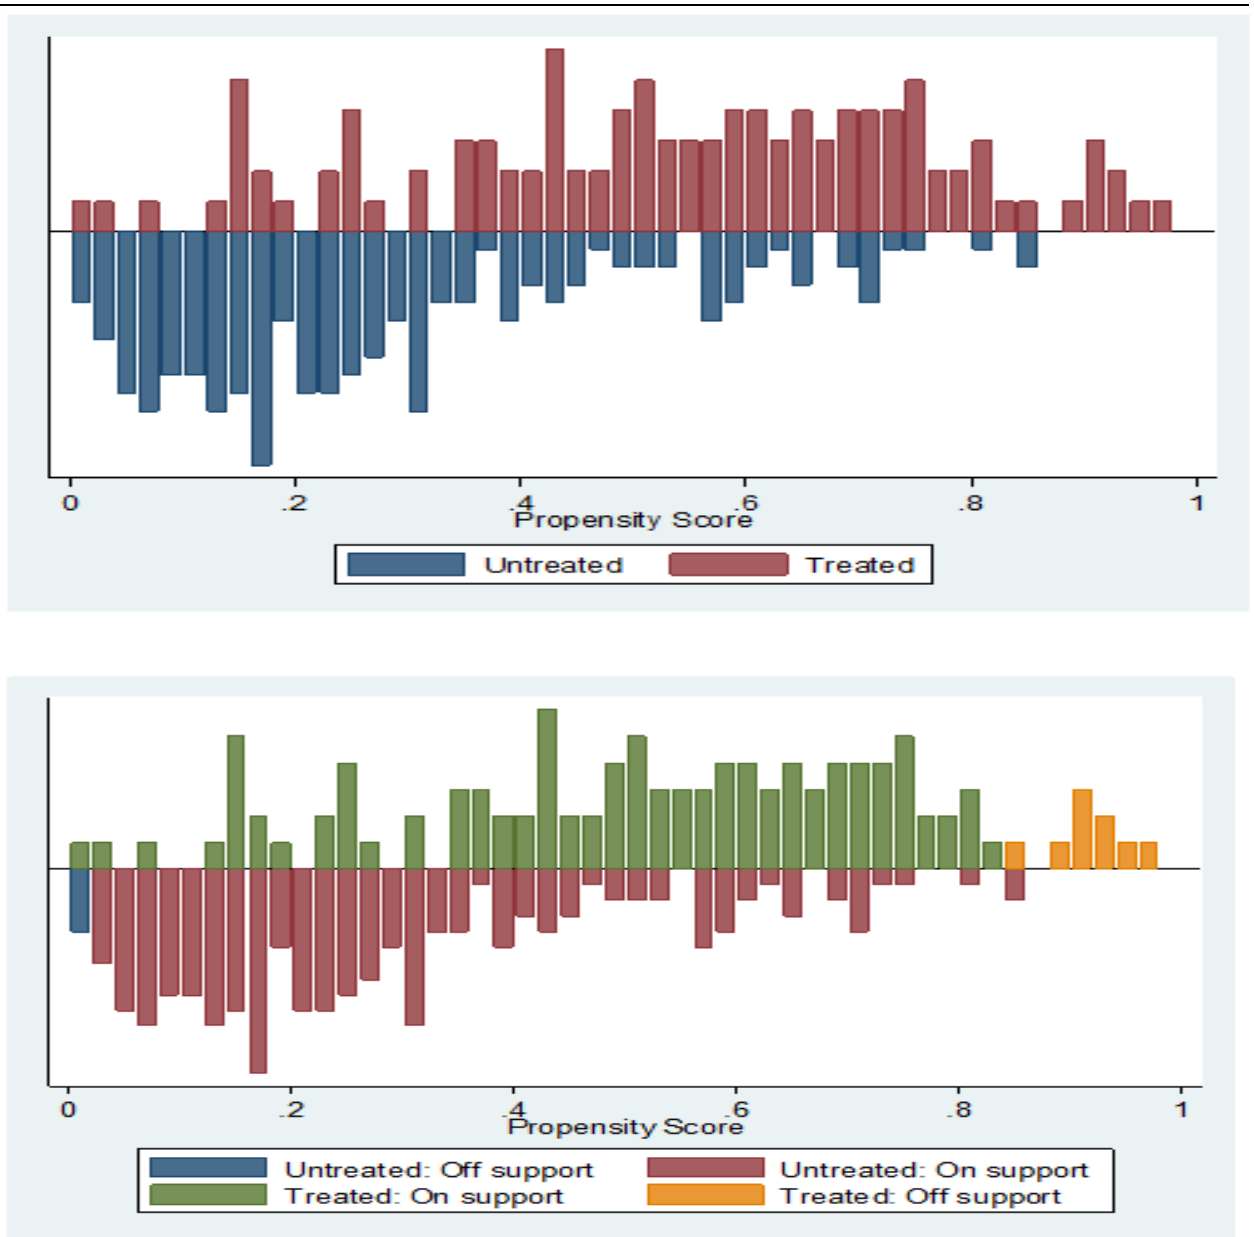 0 .2 .4 .6 .8 1
Propensity Score
Untreated Treated
0 .2 .4 .6 .8 1
Propensity Score
Untreated: Off support Untreated: On support
Treated: On support Treated: Off support